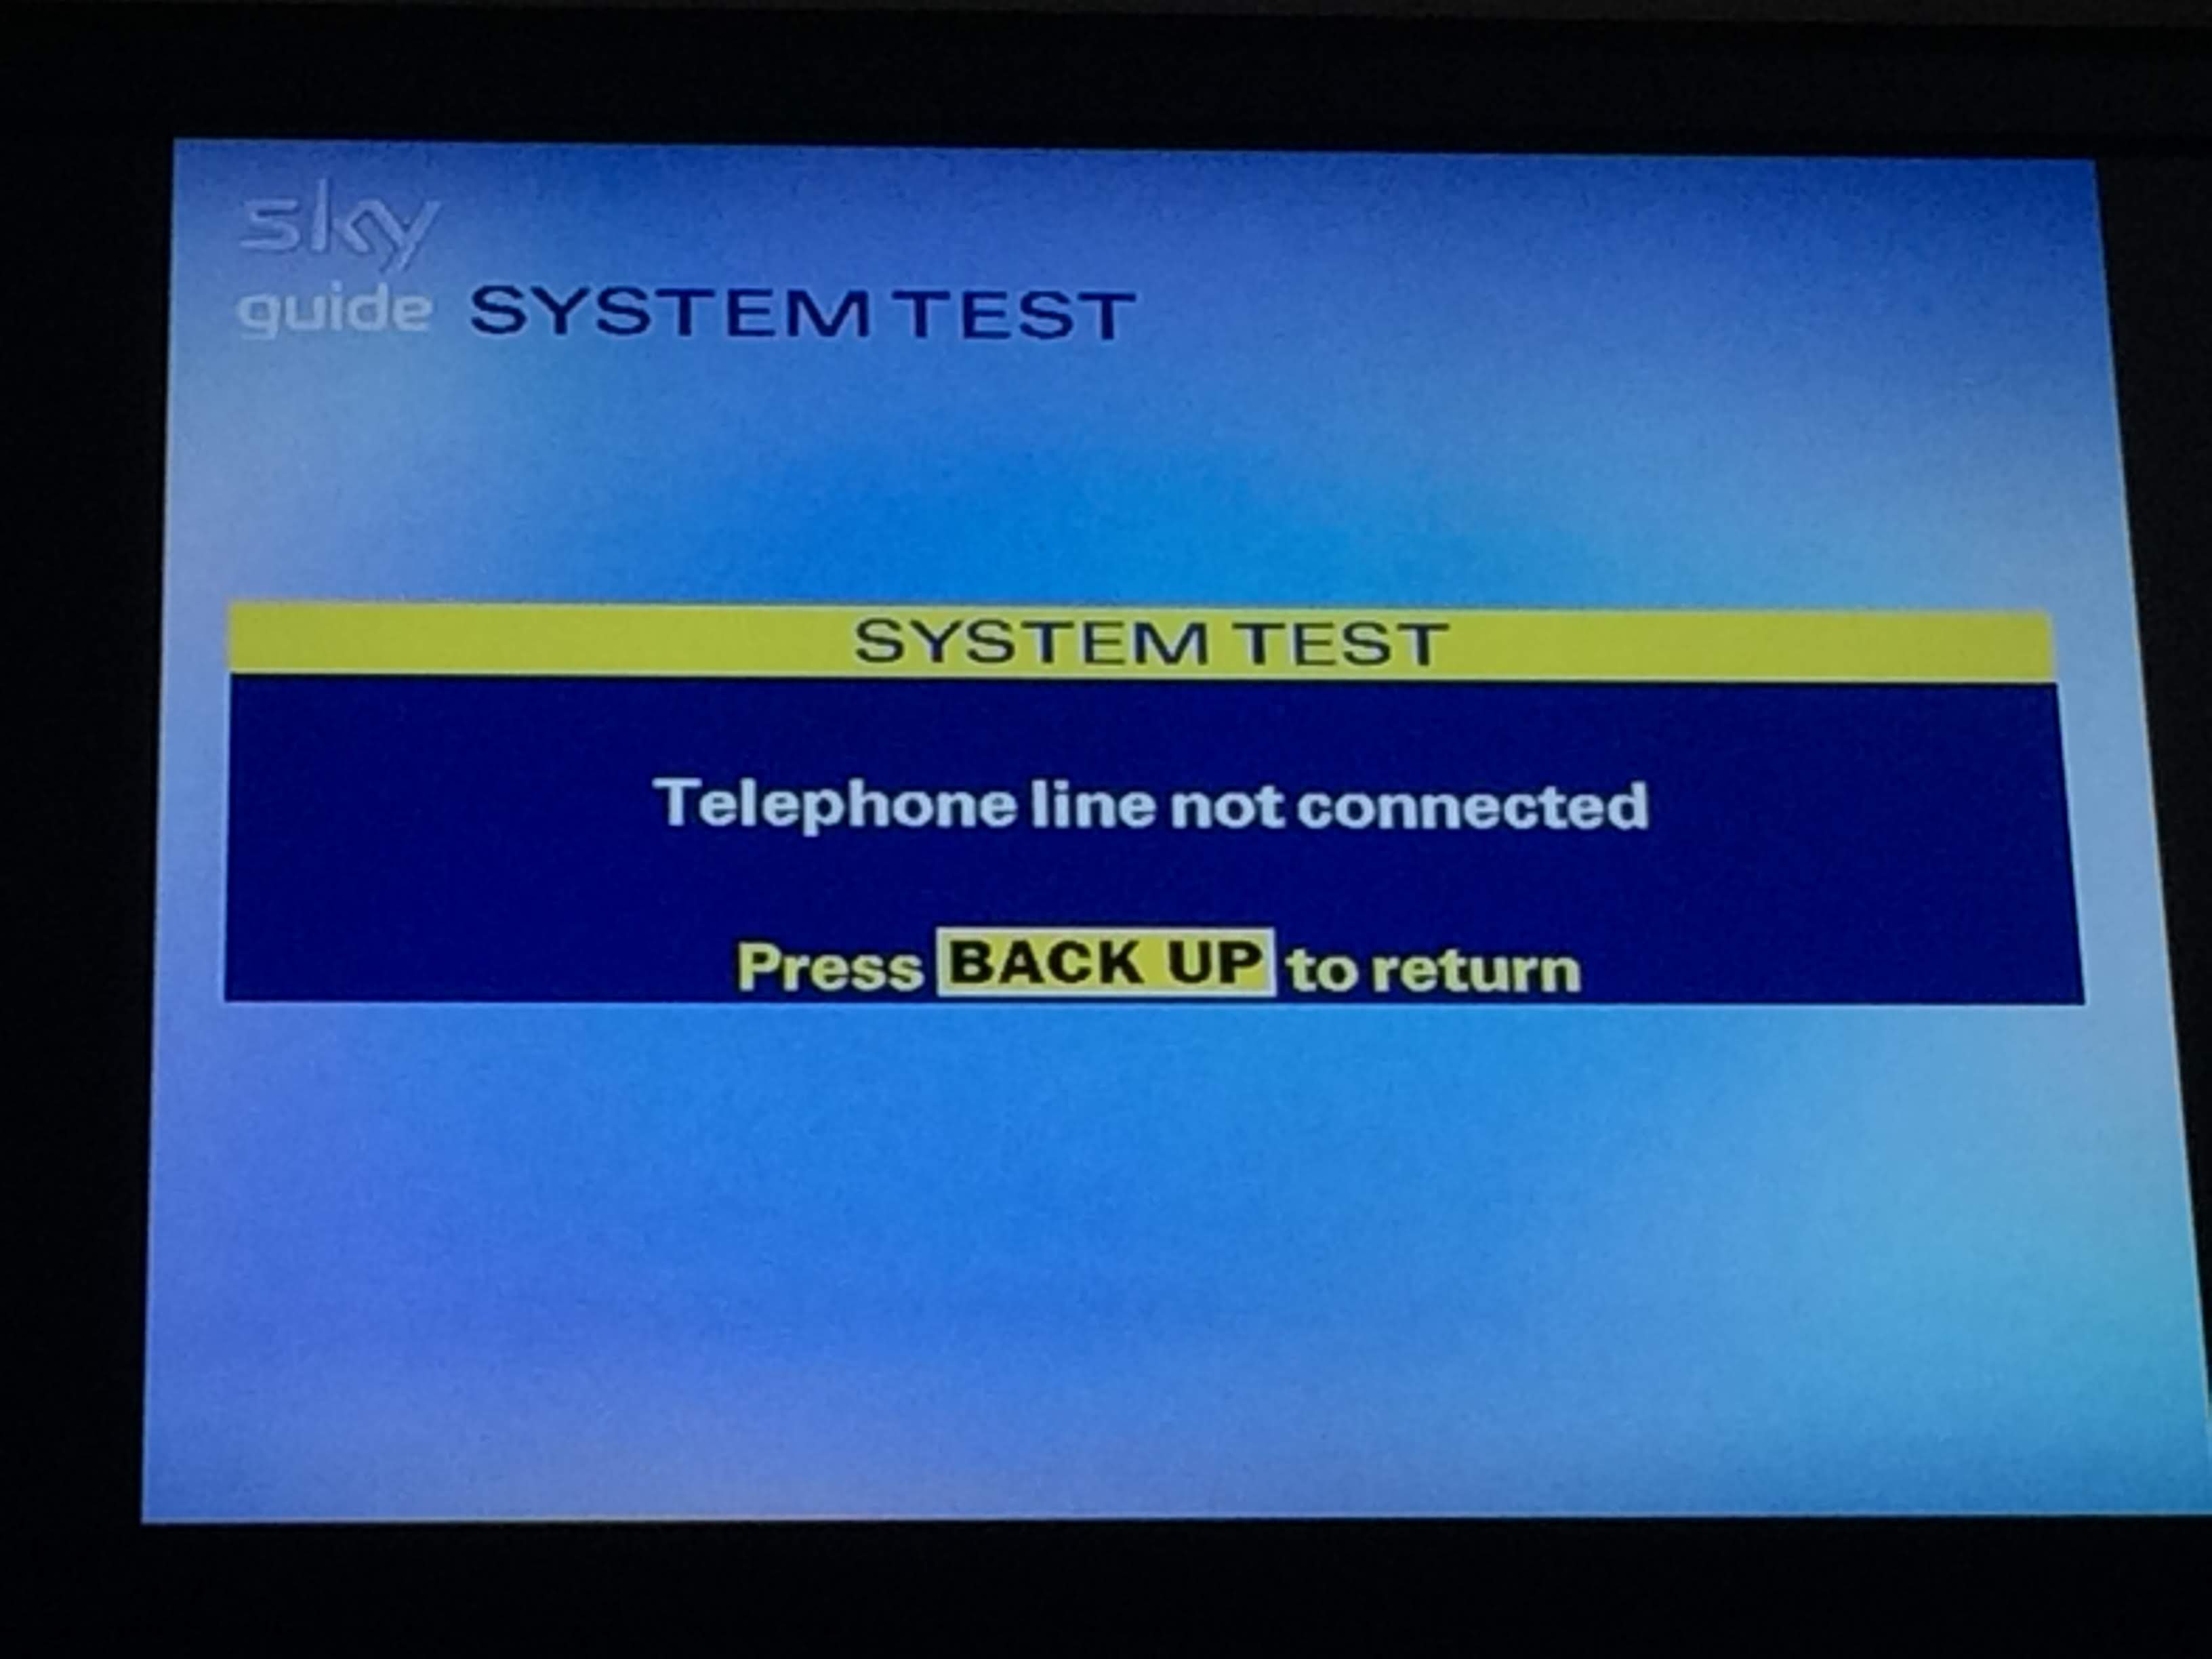 sky
guide SYSTEM TEST
SYSTEM TEST
Telephone line not connected
Press BACK UP to return